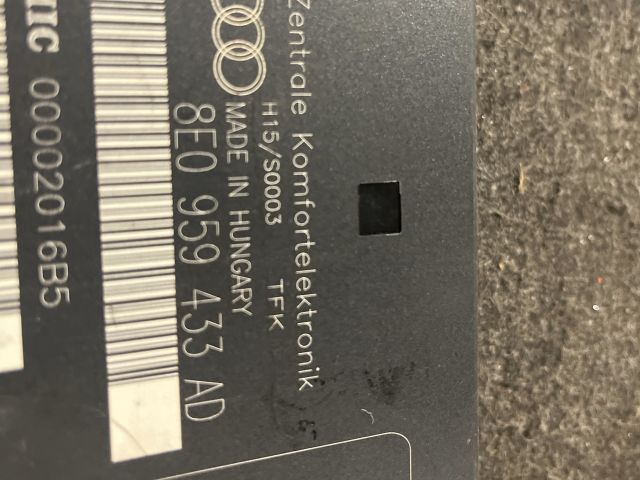 Zentrale Komfortelektronik
H15/S0003 TFK
MADE IN HUNGARY
8E0 959 433 AD
00002016B5